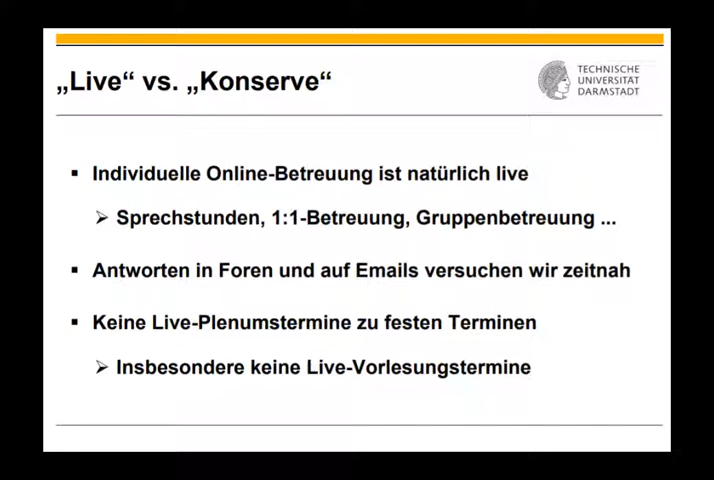 „Live“ vs. „Konserve“
TECHNISCHE
UNIVERSITÄT
DARMSTADT
▪ Individuelle Online-Betreuung ist natürlich live
➢ Sprechstunden, 1:1-Betreuung, Gruppenbetreuung ...
▪ Antworten in Foren und auf Emails versuchen wir zeitnah
▪ Keine Live-Plenumstermine zu festen Terminen
➢ Insbesondere keine Live-Vorlesungstermine